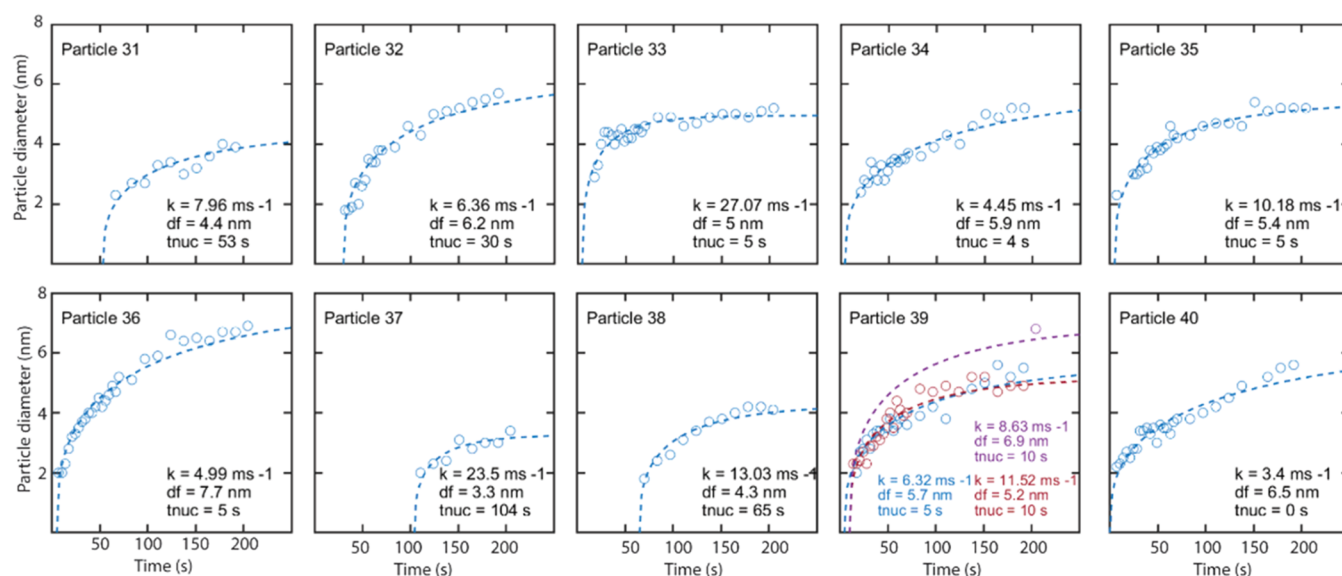 8
Particle diameter (nm)
6
4
2
Particle 31
k = 7.96 ms -1
df = 4.4 nm
tnuc = 53 s
Particle 32
k = 6.36 ms -1
df = 6.2 nm
tnuc = 30 s
Particle 33
k = 27.07 ms -1
df = 5 nm
tnuc = 5 s
Particle 34
k = 4.45 ms -1
df = 5.9 nm
tnuc = 4 s
Particle 35
k = 10.18 ms -1
df = 5.4 nm
tnuc = 5 s
8
Particle diameter (nm)
6
4
2
Particle 36
k = 4.99 ms -1
df = 7.7 nm
tnuc = 5 s
50 100 150 200
Time (s)
Particle 37
k = 23.5 ms -1
df = 3.3 nm
tnuc = 104 s
50 100 150 200
Time (s)
Particle 38
k = 13.03 ms -1
df = 4.3 nm
tnuc = 65 s
50 100 150 200
Time (s)
Particle 39
k = 8.63 ms -1
df = 6.9 nm
tnuc = 10 s
k = 6.32 ms -1
df = 5.7 nm
tnuc = 5 s
k = 11.52 ms -1
df = 5.2 nm
tnuc = 10 s
50 100 150 200
Time (s)
Particle 40
k = 3.4 ms -1
df = 6.5 nm
tnuc = 0 s
50 100 150 200
Time (s)